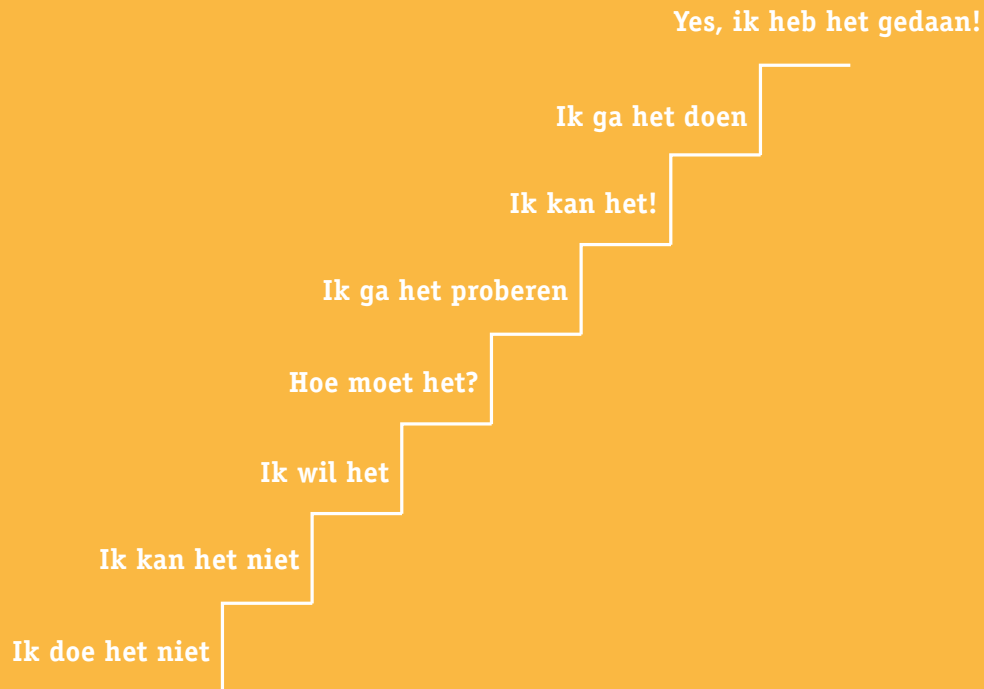 Yes, ik heb het gedaan!
Ik ga het doen
Ik kan het!
Ik ga het proberen
Hoe moet het?
Ik wil het
Ik kan het niet
Ik doe het niet